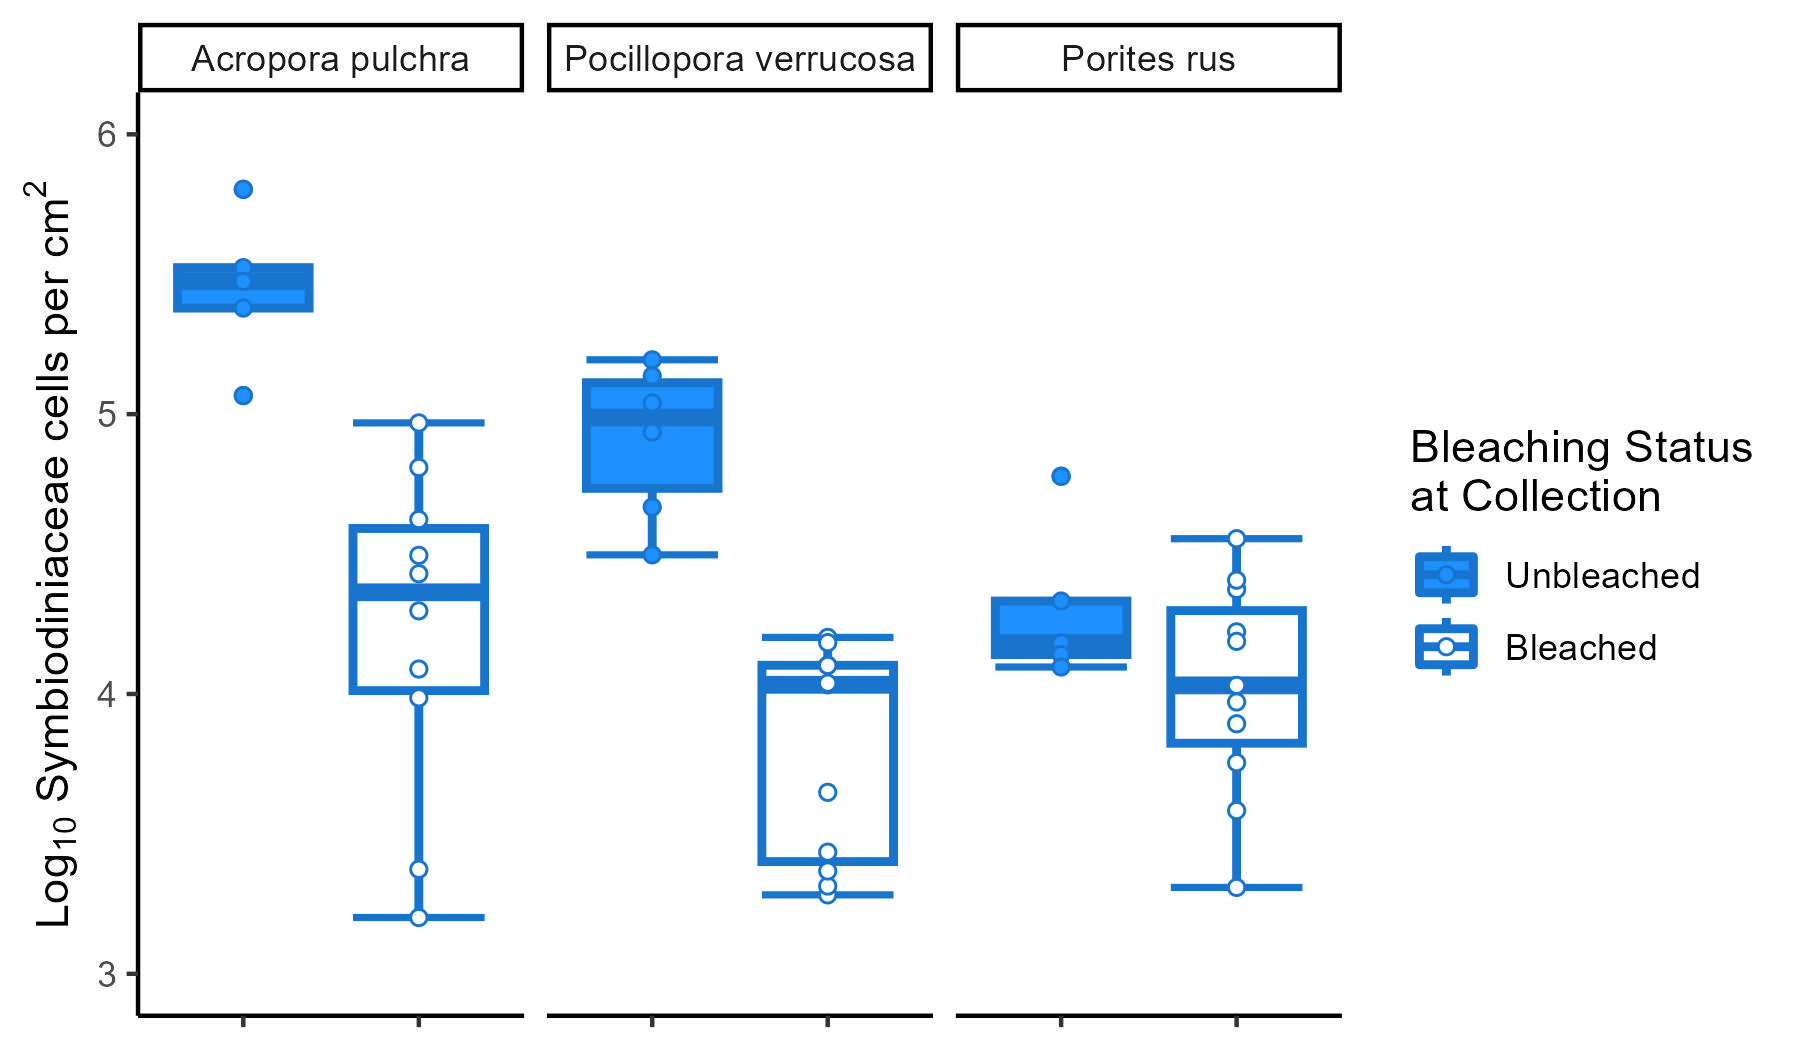 Acropora pulchra
Pocillopora verrucosa
Porites rus
Log₁₀ Symbiodiniaceae cells per cm²
6
5
4
3
Bleaching Status
at Collection
Unbleached
Bleached